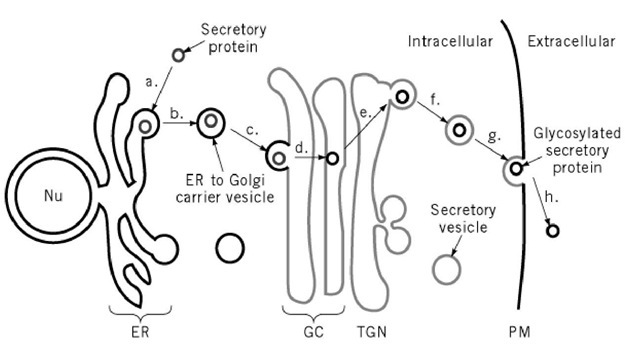 Secretory
protein
Intracellular
Extracellular
a.
b.
c.
d.
e.
f.
g.
h.
Glycosylated
secretory
protein
Nu
ER to Golgi
carrier vesicle
Secretory
vesicle
ER
GC
TGN
PM